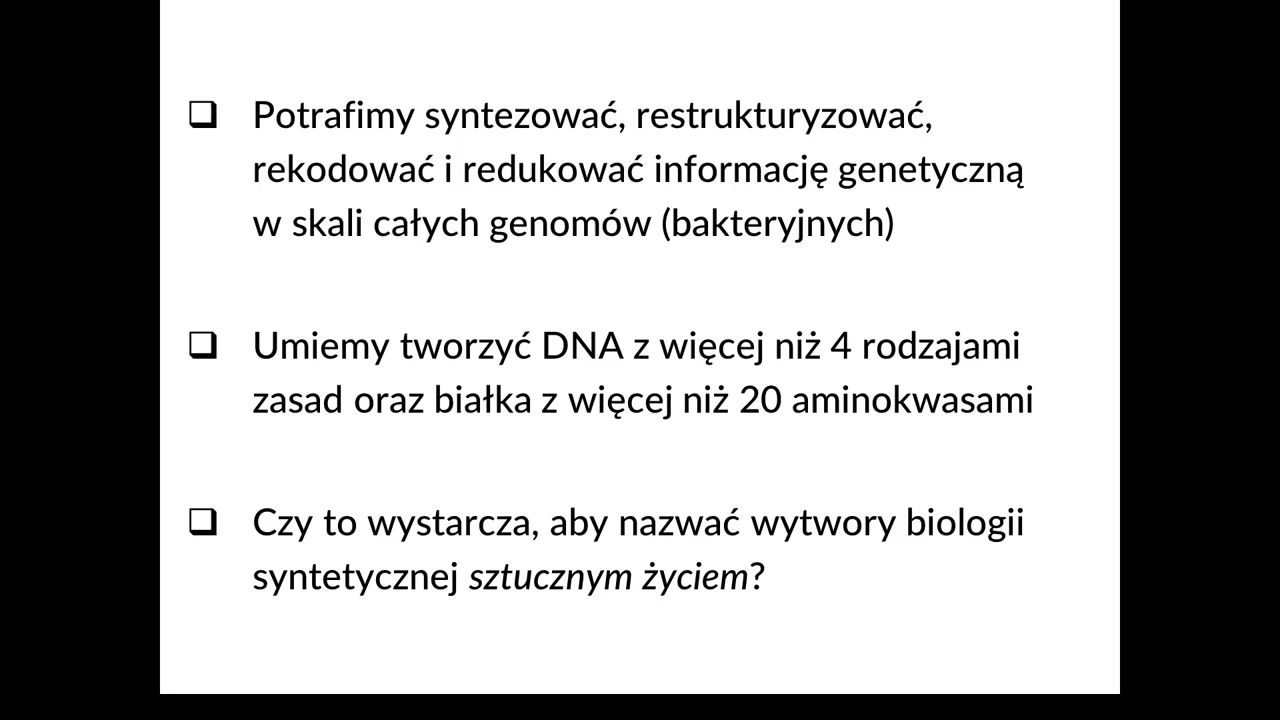 Potrafimy syntezować, restrukturyzować,
rekodować i redukować informację genetyczną
w skali całych genomów (bakteryjnych)
Umiemy tworzyć DNA z więcej niż 4 rodzajami
zasad oraz białka z więcej niż 20 aminokwasami
Czy to wystarcza, aby nazwać wytwory biologii
syntetycznej sztucznym życiem?